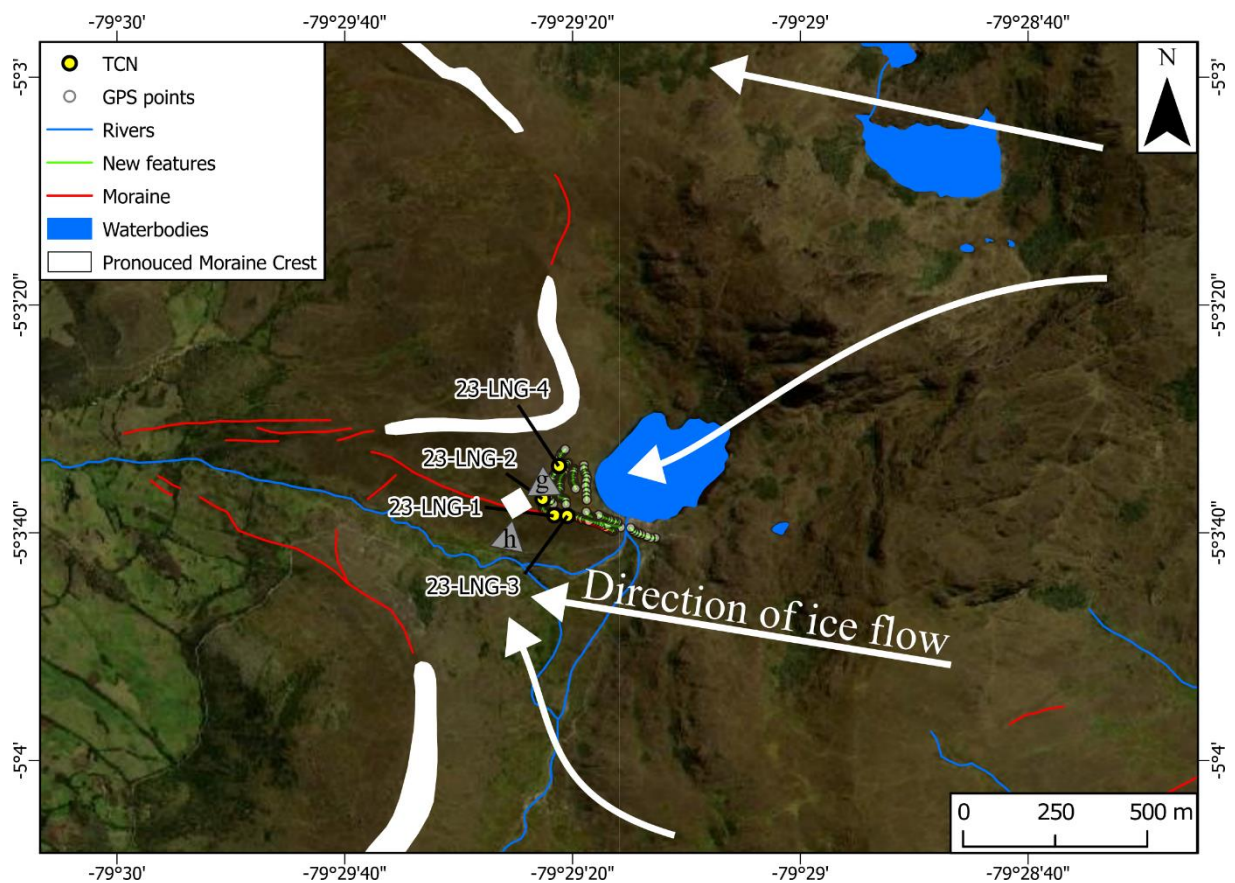 -79°30' -79°29'40" -79°29'20" -79°29' -79°28'40"
TCN
GPS points
Rivers
New features
Moraine
Waterbodies
Pronouced Moraine Crest
N
-5°3'
-5°3'
-5°3'20"
-5°3'20"
23-LNG-4
23-LNG-2
g
23-LNG-1
h
-5°3'40"
-5°3'40"
23-LNG-3
Direction of ice flow
-5°4'
-5°4'
0 250 500 m
-79°30' -79°29'40" -79°29'20" -79°29' -79°28'40"